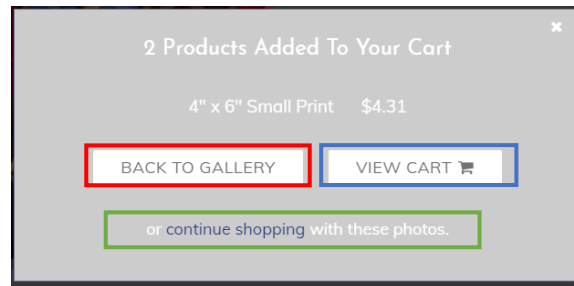 2 Products Added To Your Cart
4" x 6" Small Print $4.31
BACK TO GALLERY
VIEW CART
or continue shopping with these photos.